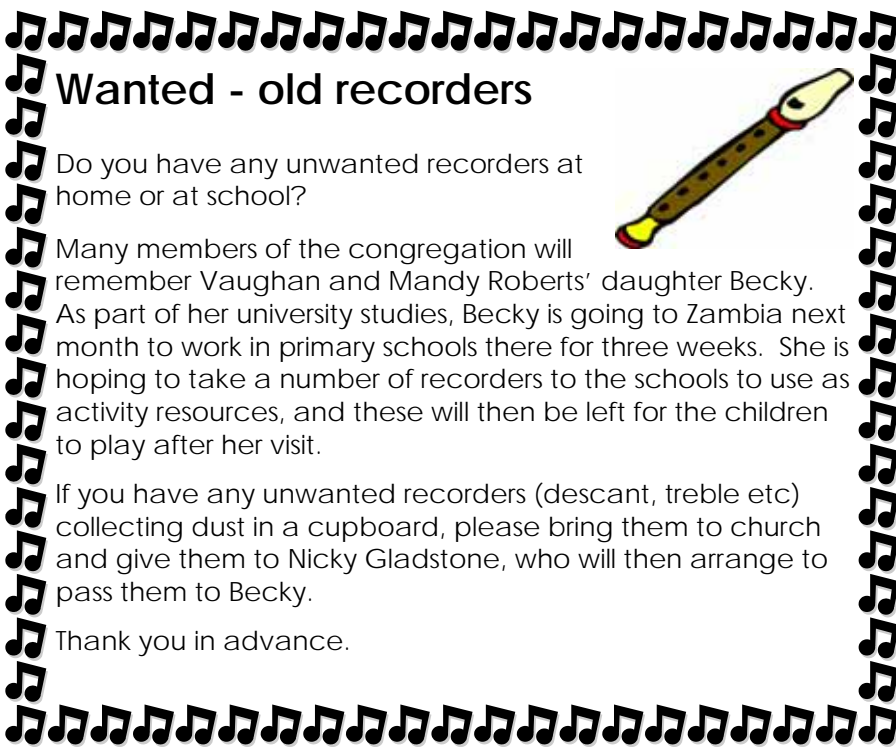 Wanted - old recorders
Do you have any unwanted recorders at
home or at school?
Many members of the congregation will
remember Vaughan and Mandy Roberts’ daughter Becky.
As part of her university studies, Becky is going to Zambia next
month to work in primary schools there for three weeks.  She is
hoping to take a number of recorders to the schools to use as
activity resources, and these will then be left for the children
to play after her visit.
If you have any unwanted recorders (descant, treble etc)
collecting dust in a cupboard, please bring them to church
and give them to Nicky Gladstone, who will then arrange to
pass them to Becky.
Thank you in advance.